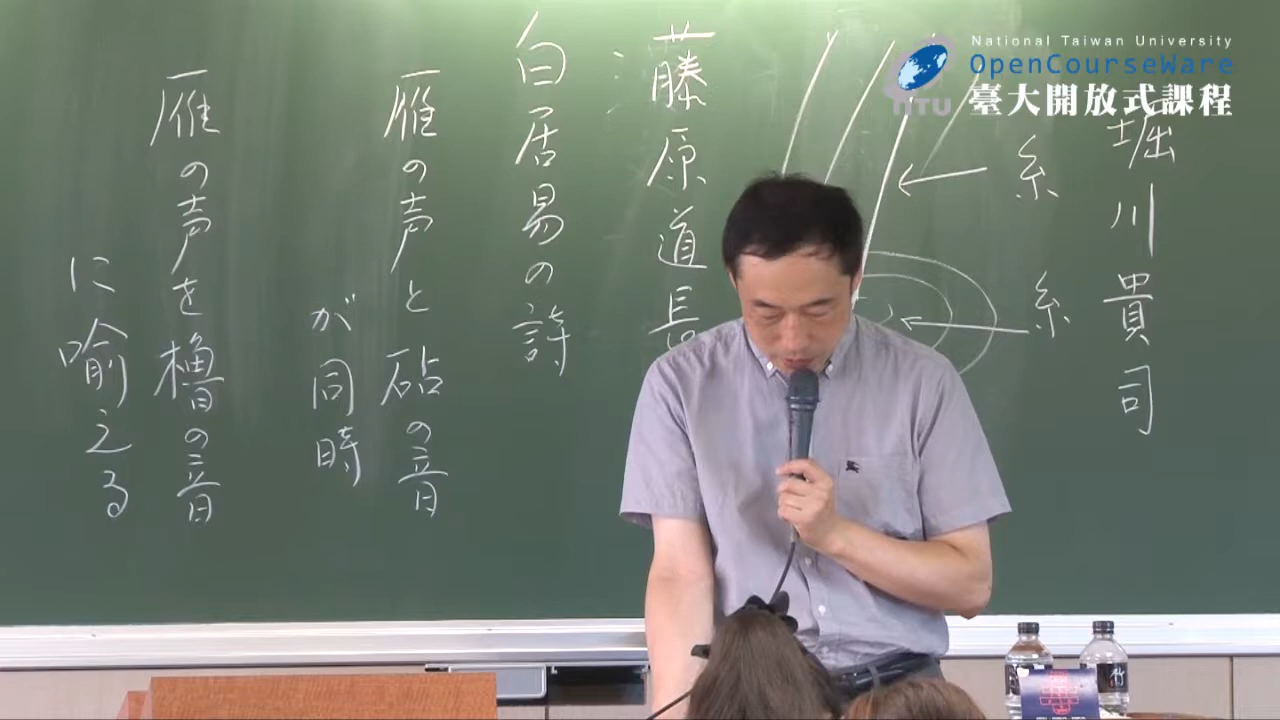 National Taiwan University
OpenCourseWare
NTU 臺大開放式課程
堀川貴司
糸
糸
藤原道長
白居易の詩
雁の声と砧の音
が同時
雁の声を櫓の音
に喩える
竹